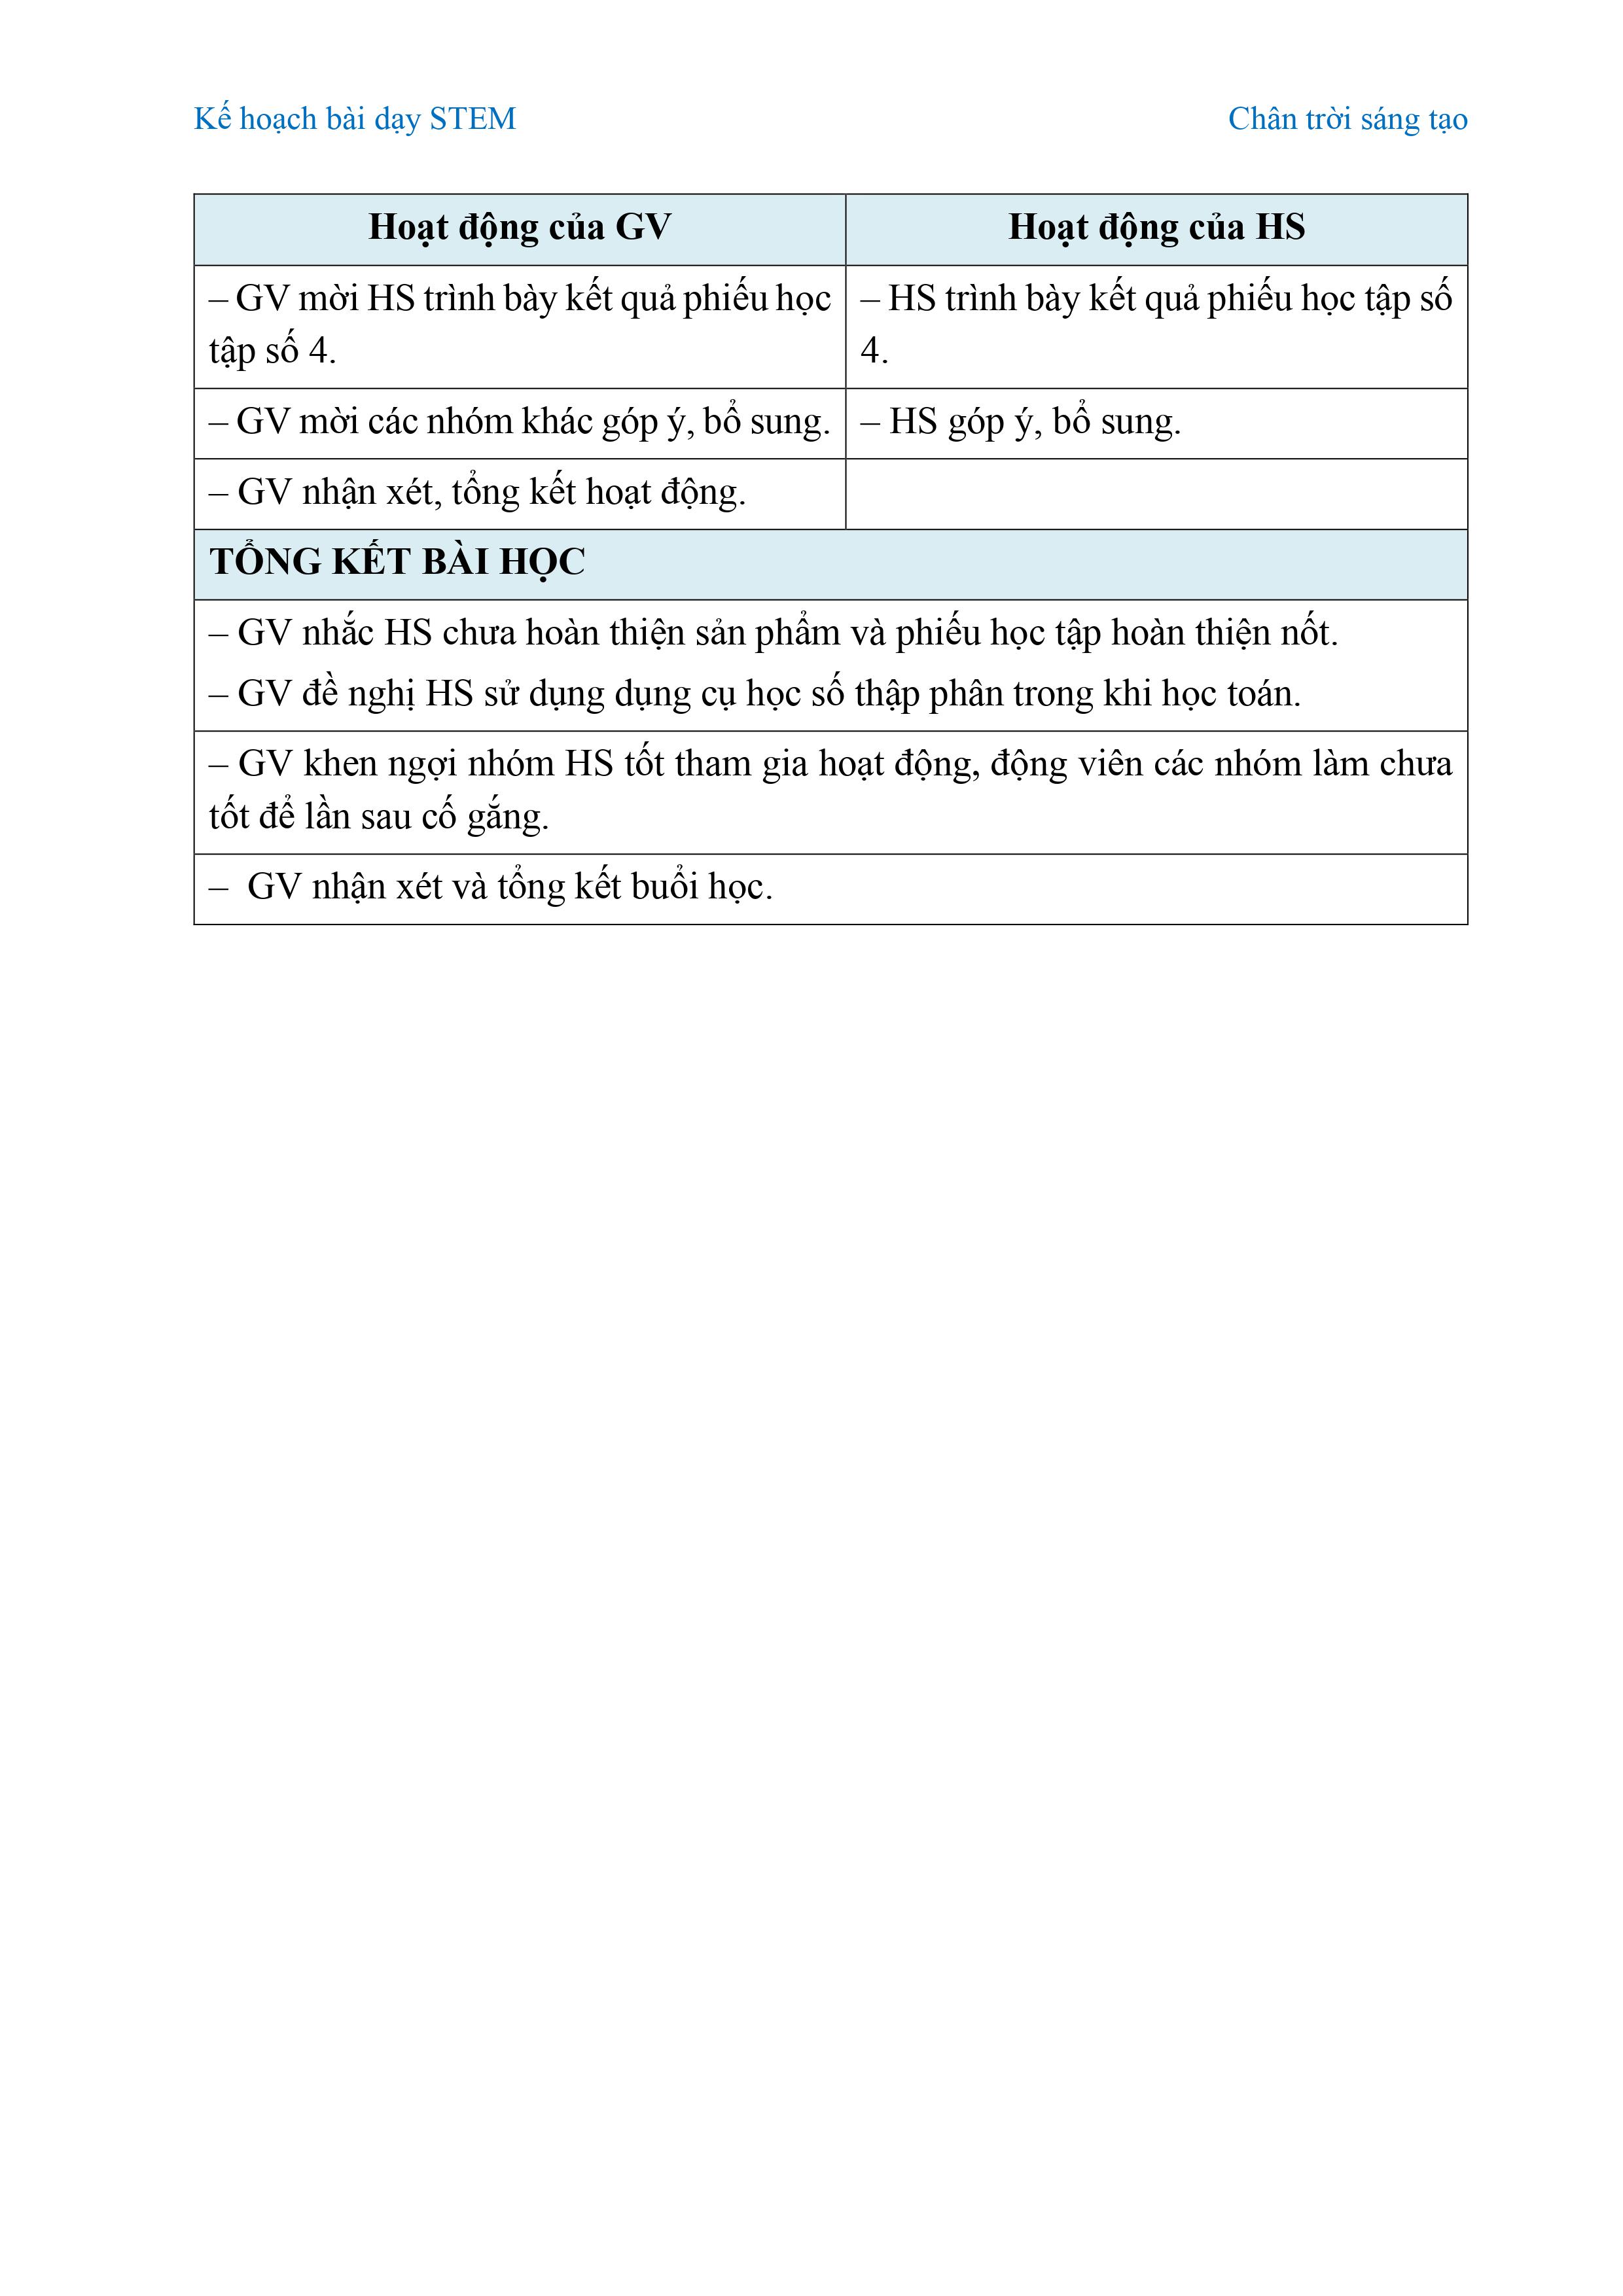 Kế hoạch bài dạy STEM Chân trời sáng tạo
Hoạt động của GV
Hoạt động của HS
– GV mời HS trình bày kết quả phiếu học
tập số 4.
– HS trình bày kết quả phiếu học tập số
4.
– GV mời các nhóm khác góp ý, bổ sung.
– HS góp ý, bổ sung.
– GV nhận xét, tổng kết hoạt động.
TỔNG KẾT BÀI HỌC
– GV nhắc HS chưa hoàn thiện sản phẩm và phiếu học tập hoàn thiện nốt.
– GV đề nghị HS sử dụng dụng cụ học số thập phân trong khi học toán.
– GV khen ngợi nhóm HS tốt tham gia hoạt động, động viên các nhóm làm chưa
tốt để lần sau cố gắng.
– GV nhận xét và tổng kết buổi học.